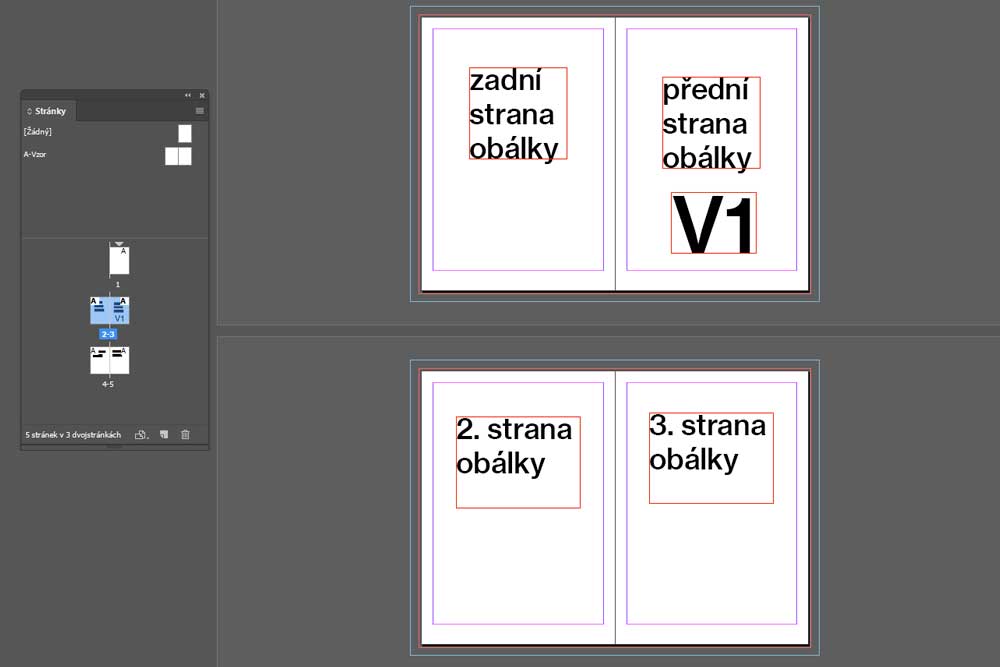 zadní
strana
obálky
přední
strana
obálky
V1
Stránky
[Žádný]
A-Vzor
A
1
A
A
V1
2-3
A
A
4-5
5 stránek v 3 dvojstránkách
2. strana
obálky
3. strana
obálky